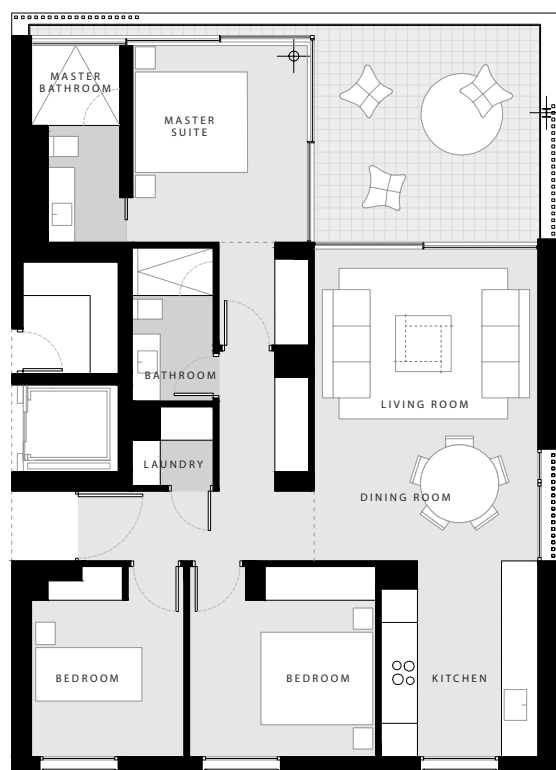 MASTER
BATHROOM
MASTER
SUITE
BATHROOM
LIVING ROOM
LAUNDRY
DINING ROOM
BEDROOM
BEDROOM
KITCHEN